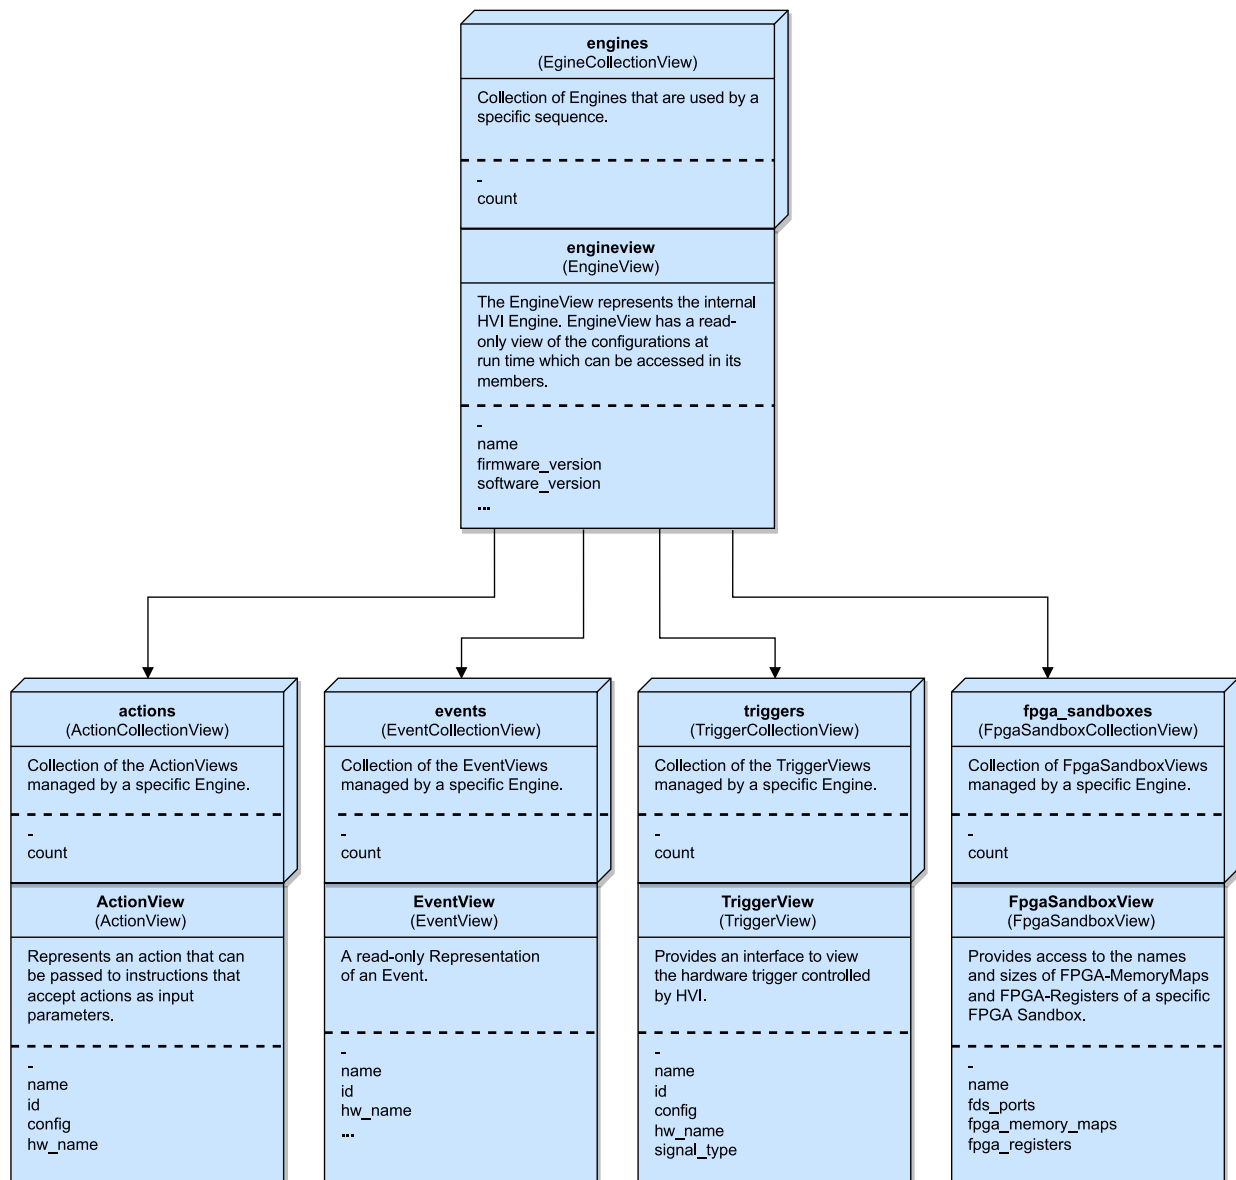 engines
(EgineCollectionView)
Collection of Engines that are used by a
specific sequence.
-
count
engineview
(EngineView)
The EngineView represents the internal
HVI Engine. EngineView has a read-
only view of the configurations at
run time which can be accessed in its
members.
-
name
firmware_version
software_version
...
actions
(ActionCollectionView)
Collection of the ActionViews
managed by a specific Engine.
-
count
ActionView
(ActionView)
Represents an action that can
be passed to instructions that
accept actions as input
parameters.
-
name
id
config
hw_name
events
(EventCollectionView)
Collection of the EventViews
managed by a specific Engine.
-
count
EventView
(EventView)
A read-only Representation
of an Event.
-
name
id
hw_name
...
triggers
(TriggerCollectionView)
Collection of the TriggerViews
managed by a specific Engine.
-
count
TriggerView
(TriggerView)
Provides an interface to view
the hardware trigger controlled
by HVI.
-
name
id
config
hw_name
signal_type
fpga_sandboxes
(FpgaSandboxCollectionView)
Collection of FpgaSandboxViews
managed by a specific Engine.
-
count
FpgaSandboxView
(FpgaSandboxView)
Provides access to the names
and sizes of FPGA-MemoryMaps
and FPGA-Registers of a specific
FPGA Sandbox.
-
name
fds_ports
fpga_memory_maps
fpga_registers